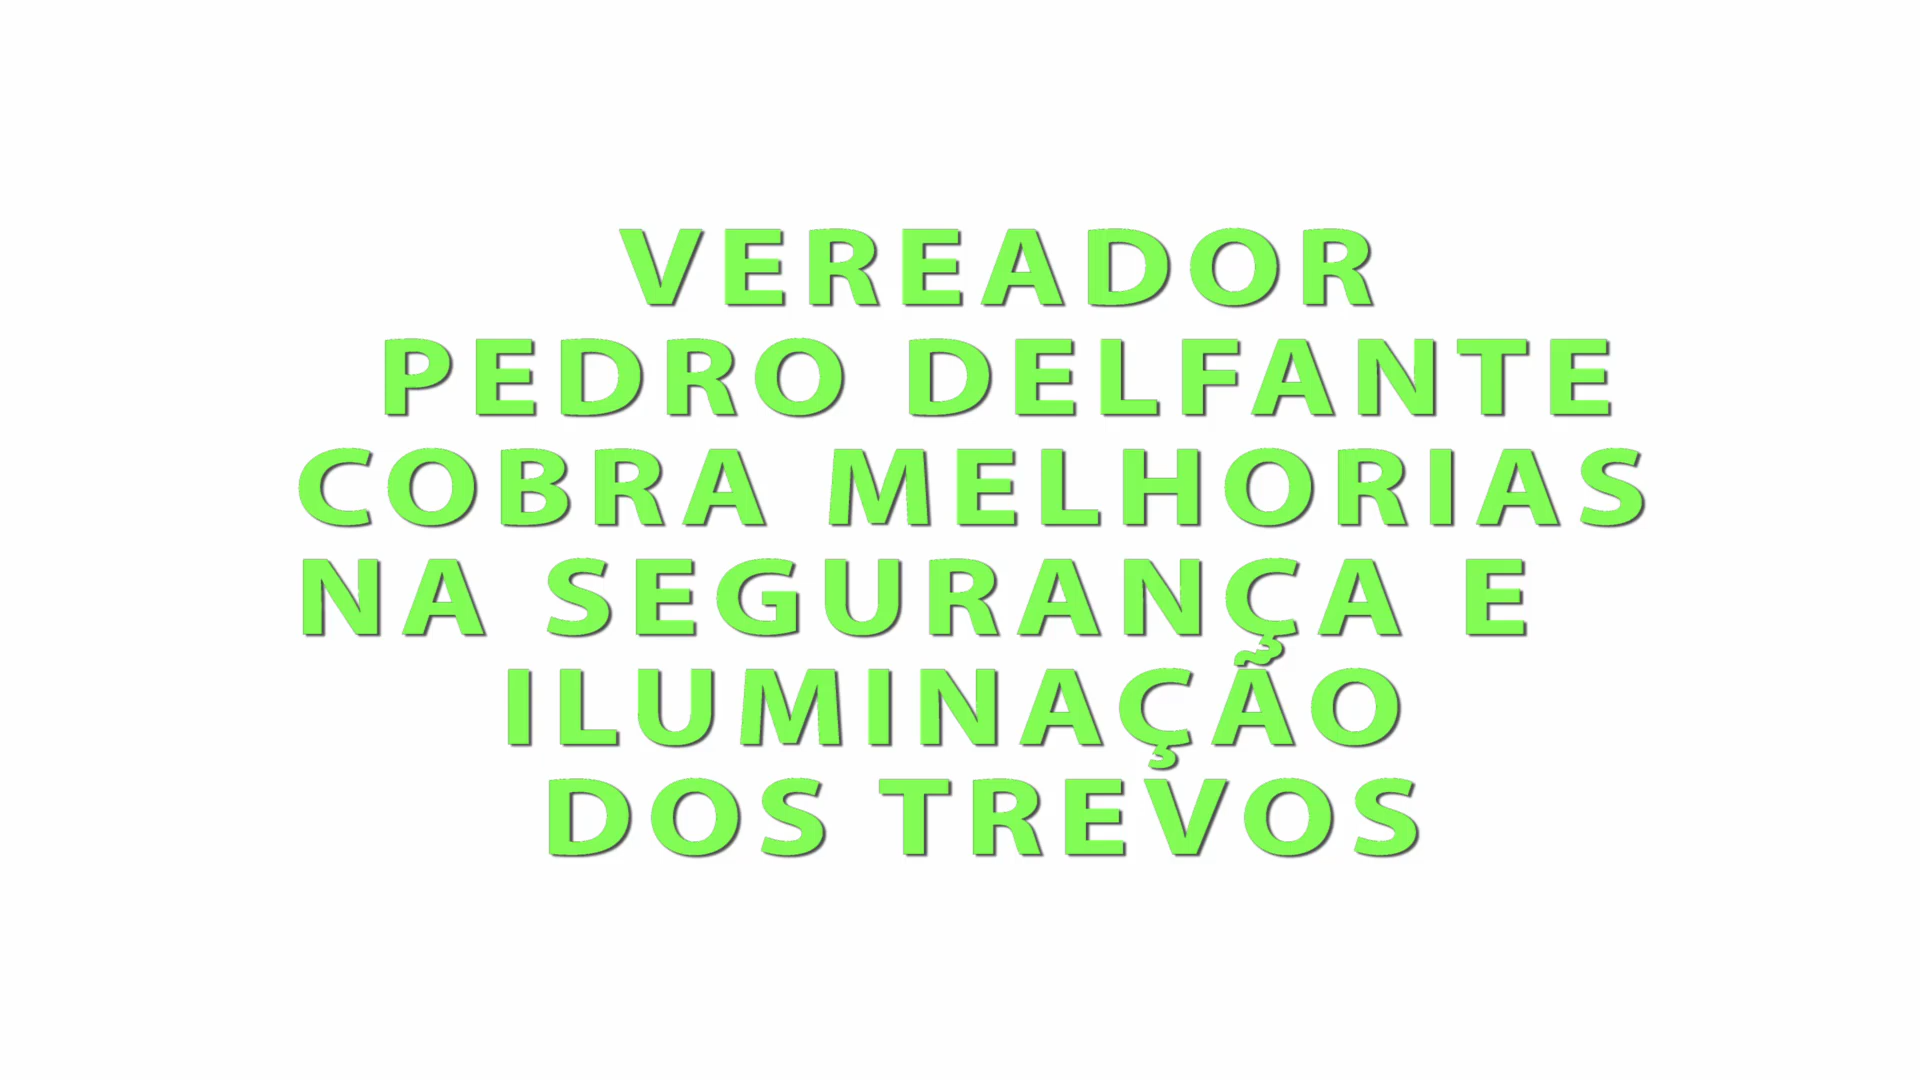 VEREADOR
PEDRO DELFANTE
COBRA MELHORIAS
NA SEGURANÇA E
ILUMINAÇÃO
DOS TREVOS